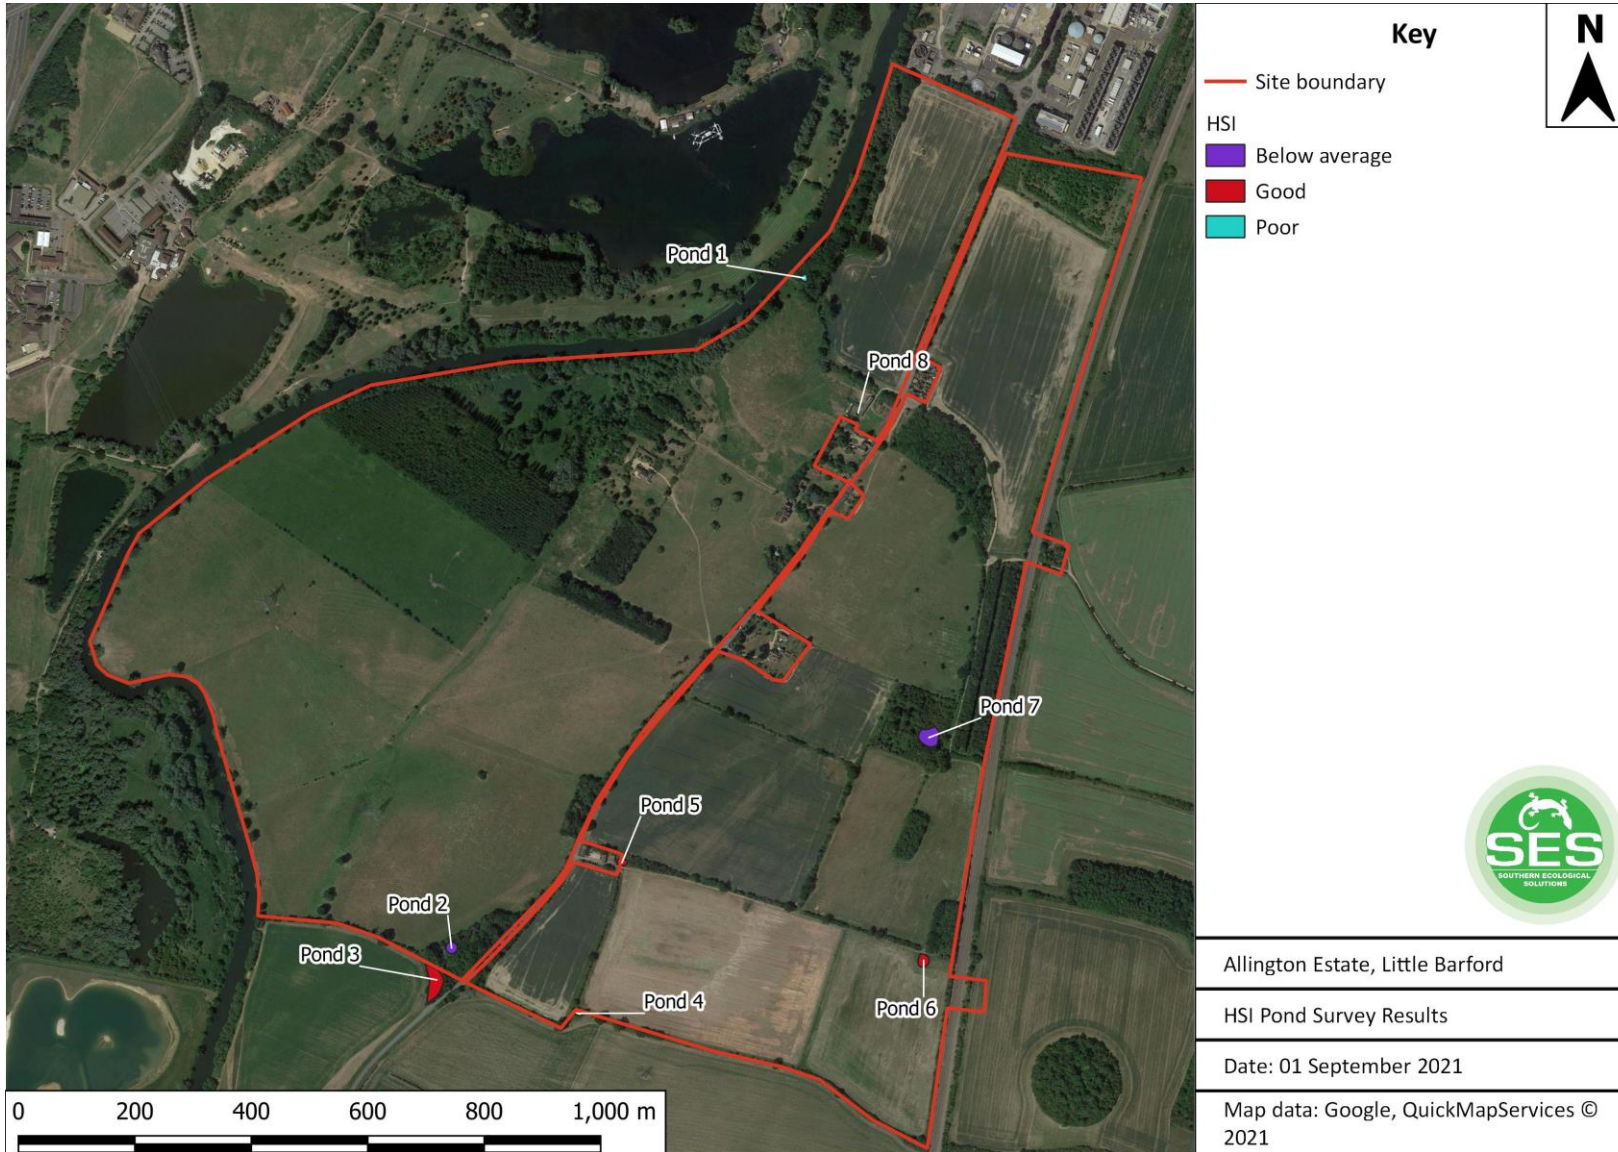 Key
N
Site boundary
HSI
Below average
Good
Poor
Pond 1
Pond 8
Pond 7
Pond 5
Pond 2
Pond 3
Pond 4
Pond 6
SES
SOUTHERN ECOLOGICAL
SOLUTIONS
Allington Estate, Little Barford
HSI Pond Survey Results
Date: 01 September 2021
Map data: Google, QuickMapServices ©
2021
0 200 400 600 800 1,000 m